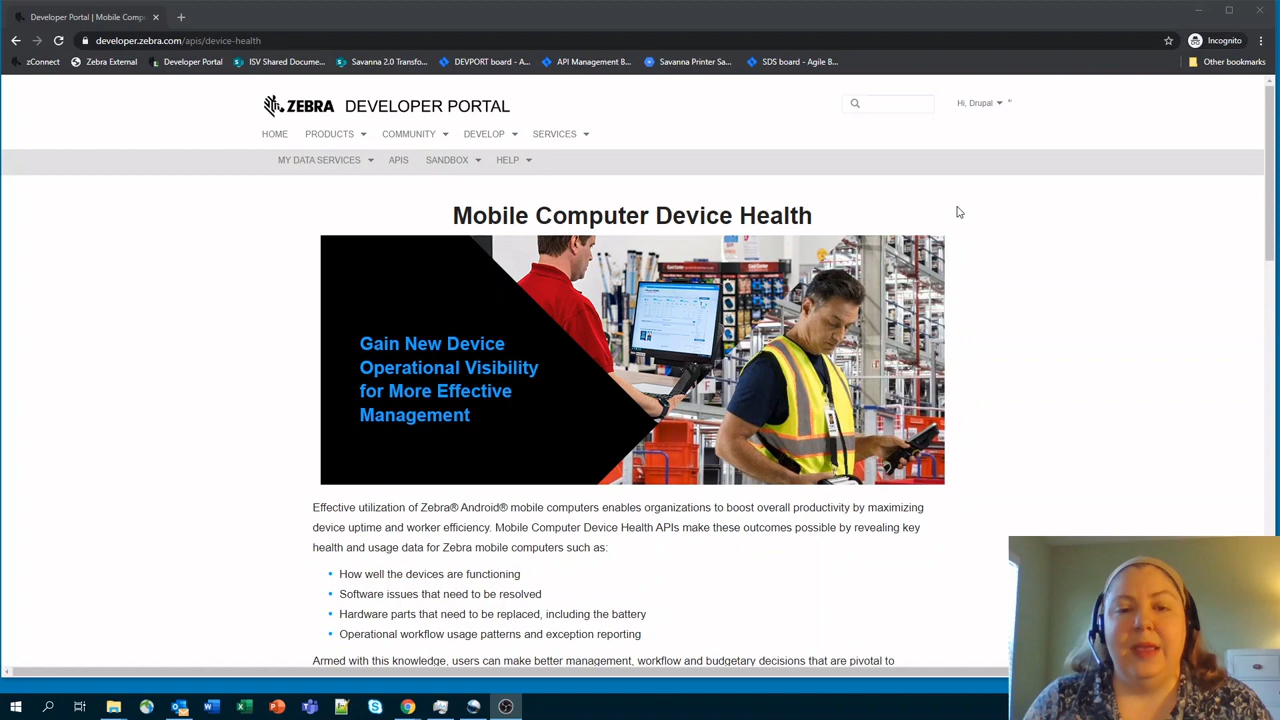 Developer Portal | Mobile Comp
developer.zebra.com/apis/device-health
Incognito
zConnect
Zebra External
Developer Portal
ISV Shared Docume...
Savanna 2.0 Transfo...
DEVPORT board - A...
API Management B...
Savanna Printer Sa...
SDS board - Agile B...
Other bookmarks
ZEBRA DEVELOPER PORTAL
Hi, Drupal
HOME
PRODUCTS
COMMUNITY
DEVELOP
SERVICES
MY DATA SERVICES
APIS
SANDBOX
HELP
Mobile Computer Device Health
Gain New Device
Operational Visibility
for More Effective
Management
Effective utilization of Zebra® Android® mobile computers enables organizations to boost overall productivity by maximizing
device uptime and worker efficiency. Mobile Computer Device Health APIs make these outcomes possible by revealing key
health and usage data for Zebra mobile computers such as:
• How well the devices are functioning
• Software issues that need to be resolved
• Hardware parts that need to be replaced, including the battery
• Operational workflow usage patterns and exception reporting
Armed with this knowledge, users can make better management, workflow and budgetary decisions that are pivotal to